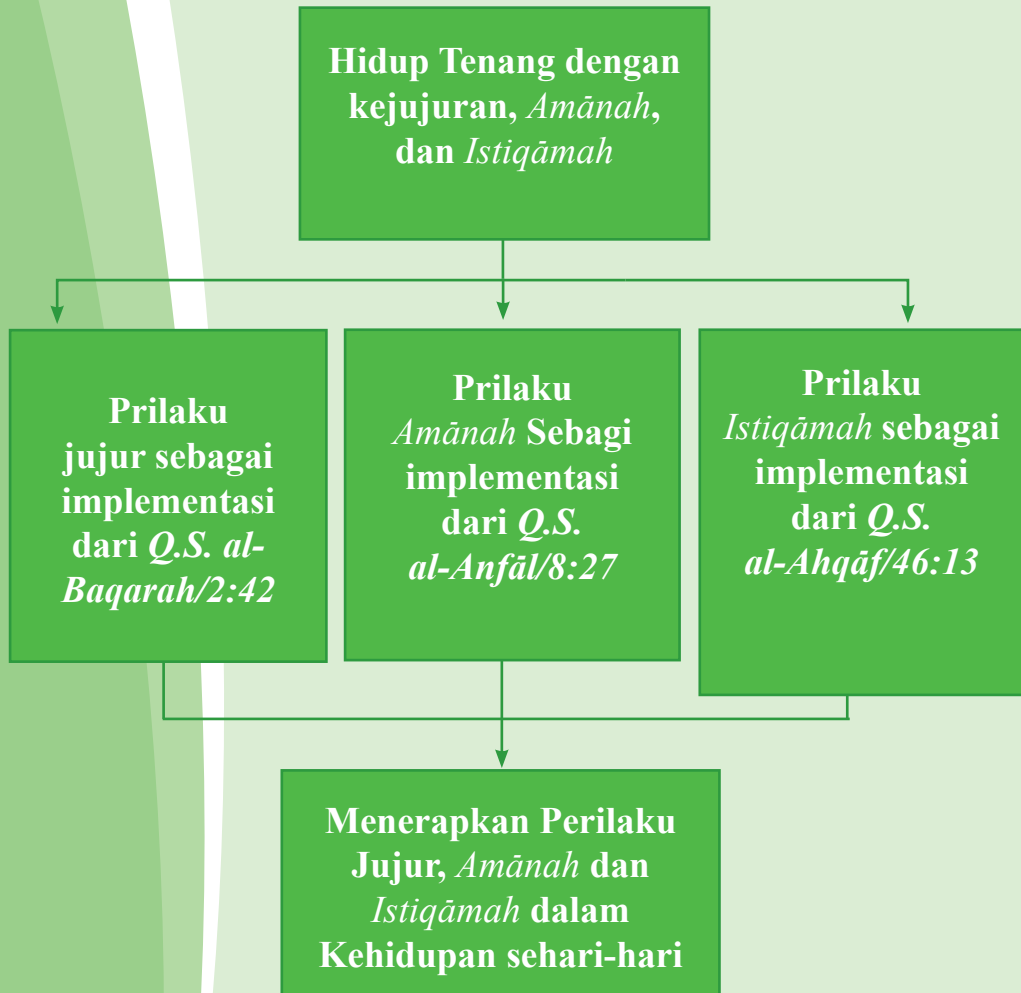 Hidup Tenang dengan
kejujuran, Amānah,
dan Istiqāmah
Prilaku
jujur sebagai
implementasi
dari Q.S. al-
Baqarah/2:42
Prilaku
Amānah Sebagi
implementasi
dari Q.S.
al-Anfāl/8:27
Prilaku
Istiqāmah sebagai
implementasi
dari Q.S.
al-Ahqāf/46:13
Menerapkan Perilaku
Jujur, Amānah dan
Istiqāmah dalam
Kehidupan sehari-hari